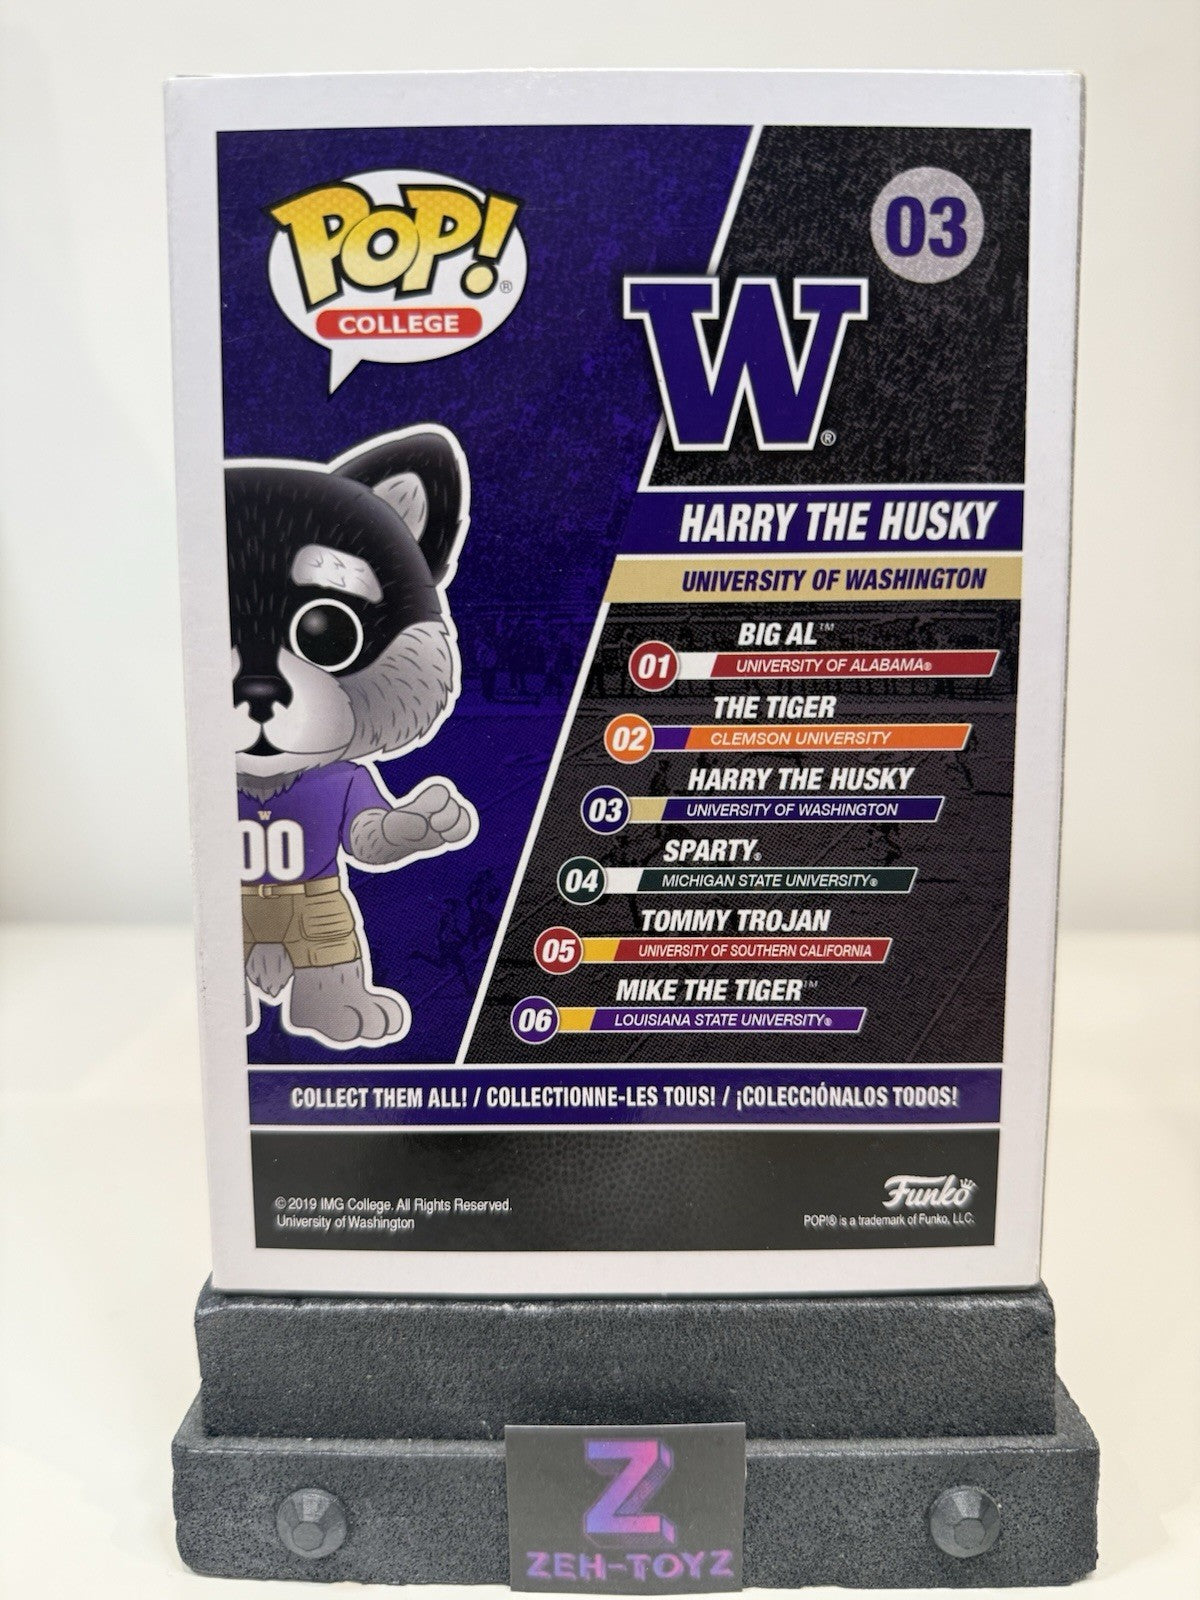 POP!®
COLLEGE
03
W®
HARRY THE HUSKY
UNIVERSITY OF WASHINGTON
BIG AL™
01 UNIVERSITY OF ALABAMA®
THE TIGER
02 CLEMSON UNIVERSITY
HARRY THE HUSKY
03 UNIVERSITY OF WASHINGTON
SPARTY®
04 MICHIGAN STATE UNIVERSITY®
TOMMY TROJAN
05 UNIVERSITY OF SOUTHERN CALIFORNIA
MIKE THE TIGER™
06 LOUISIANA STATE UNIVERSITY®
W
00
COLLECT THEM ALL! / COLLECTIONNE-LES TOUS! / ¡COLECCIÓNALOS TODOS!
© 2019 IMG College. All Rights Reserved.
University of Washington
Funko
POP!® is a trademark of Funko, LLC.
Z
ZEH-TOYZ